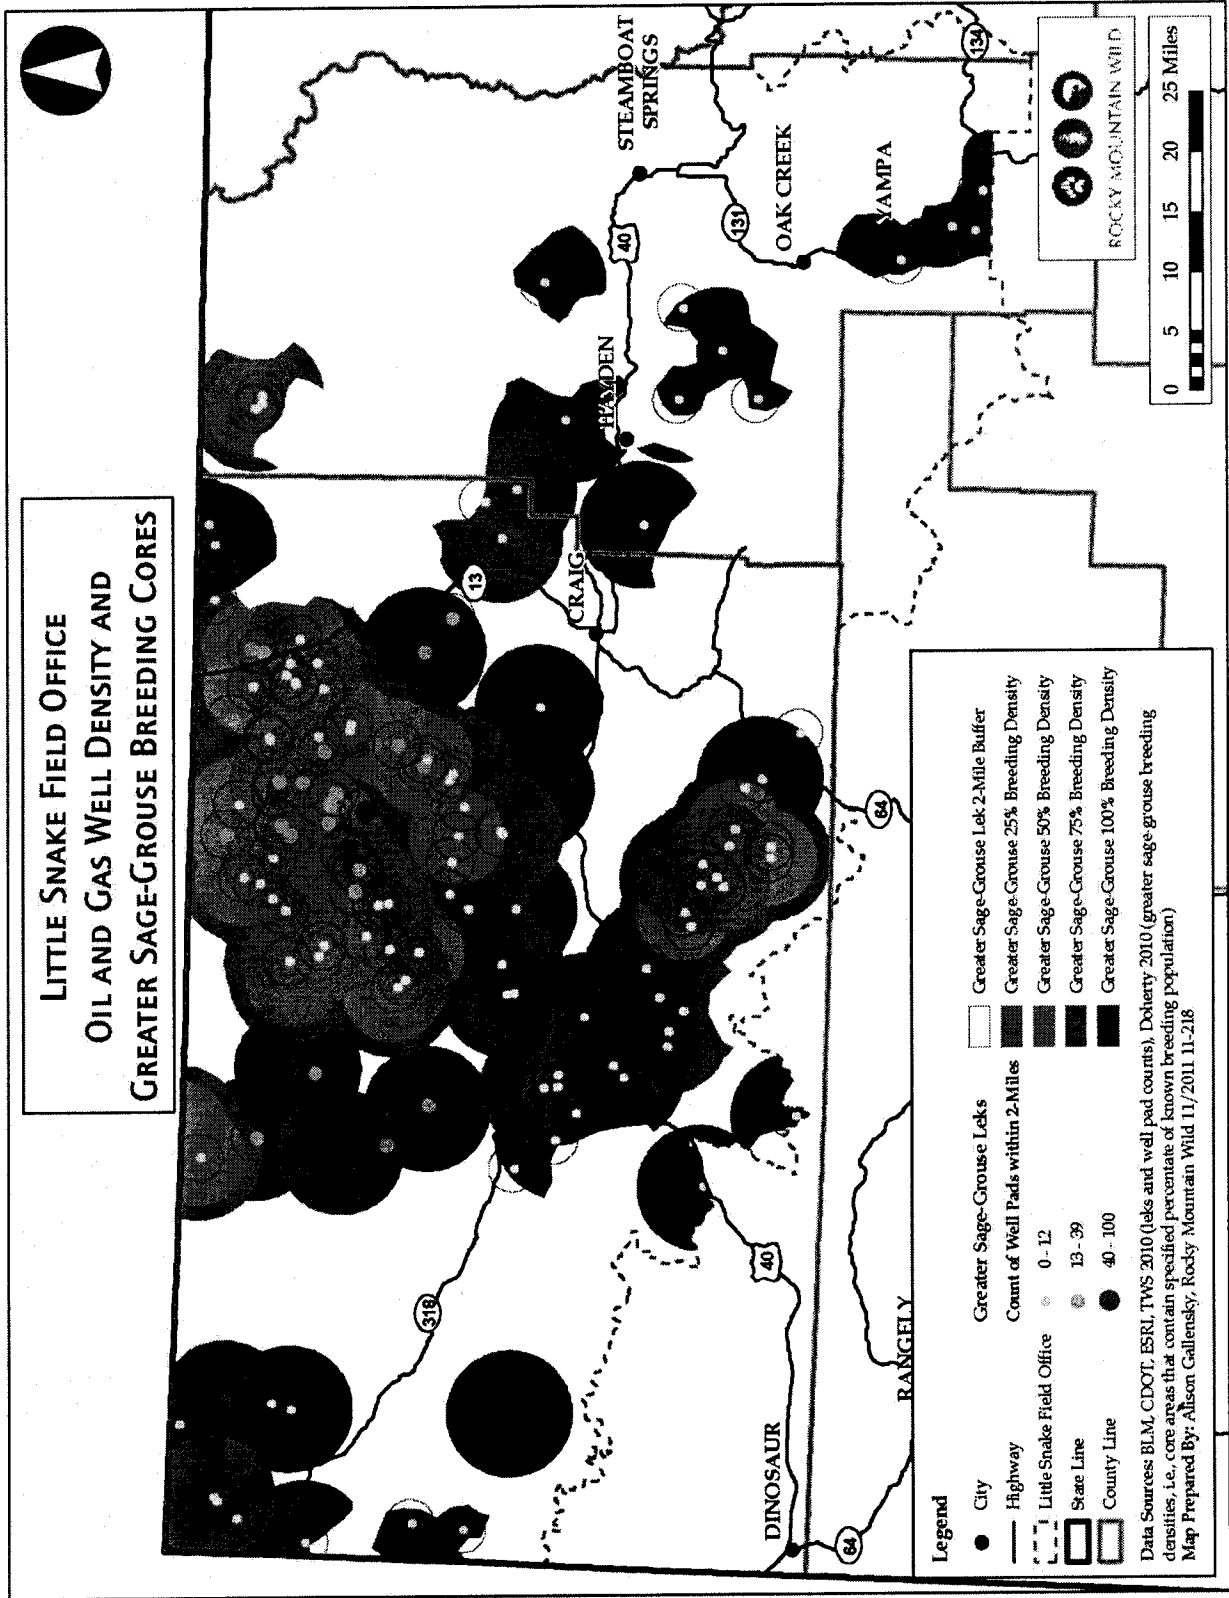 LITTLE SNAKE FIELD OFFICE
OIL AND GAS WELL DENSITY AND
GREATER SAGE-GROUSE BREEDING CORES
STEAMBOAT
SPRINGS
134
40
131
OAK CREEK
YAMPA
HAYDEN
13
CRAIG
64
318
40
RANGELY
DINOSAUR
64
ROCKY MOUNTAIN WILD
0 5 10 15 20 25 Miles
Legend
City
Highway
Little Snake Field Office
State Line
County Line
Greater Sage-Grouse Leks
Count of Well Pads within 2-Miles
0 - 12
13 - 39
40 - 100
Greater Sage-Grouse Lek 2-Mile Buffer
Greater Sage-Grouse 25% Breeding Density
Greater Sage-Grouse 50% Breeding Density
Greater Sage-Grouse 75% Breeding Density
Greater Sage-Grouse 100% Breeding Density
Data Sources: BLM, CDOT, ESRI, TWS 2010 (leks and well pad counts), Doherty 2010 (greater sage-grouse breeding
densities, i.e., core areas that contain specified percentate of known breeding population)
Map Prepared By: Alison Gallensky, Rocky Mountain Wild 11/2011 11-218